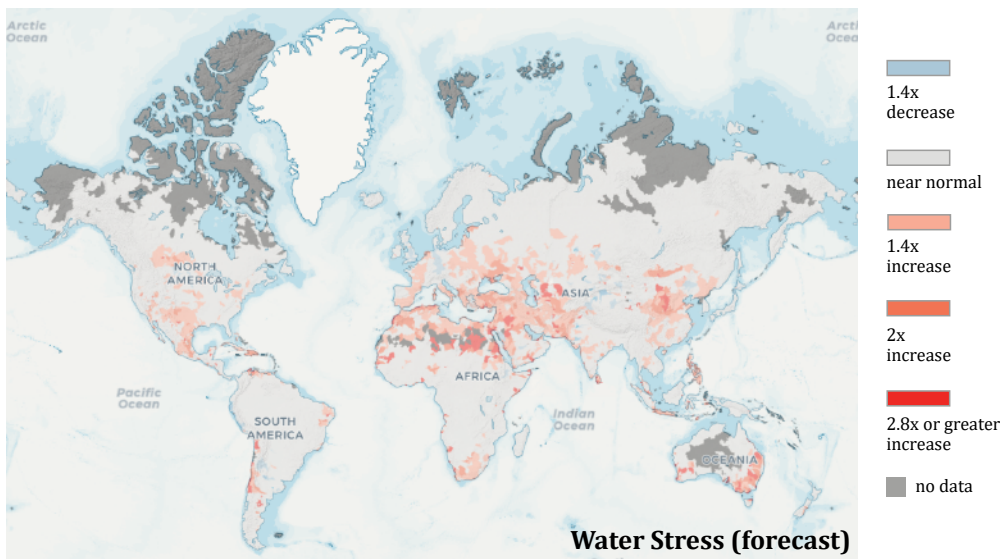 Arctic
Ocean
Arctic
Ocean
NORTH
AMERICA
ASIA
AFRICA
Pacific
Ocean
SOUTH
AMERICA
Indian
Ocean
OCEANIA
Water Stress (forecast)
1.4x
decrease
near normal
1.4x
increase
2x
increase
2.8x or greater
increase
no data